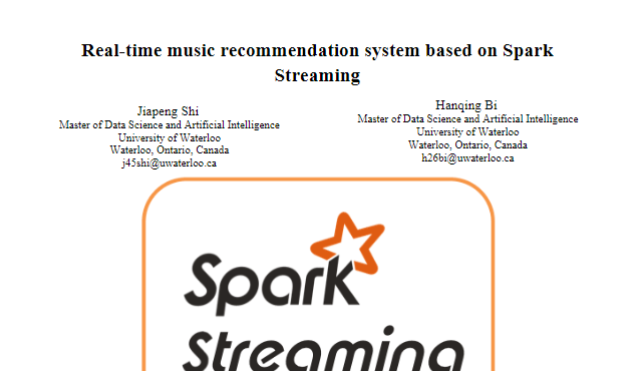 Real-time music recommendation system based on Spark
Streaming
Jiapeng Shi
Master of Data Science and Artificial Intelligence
University of Waterloo
Waterloo, Ontario, Canada
j45shi@uwaterloo.ca
Hanqing Bi
Master of Data Science and Artificial Intelligence
University of Waterloo
Waterloo, Ontario, Canada
h26bi@uwaterloo.ca
Spark
Streaming